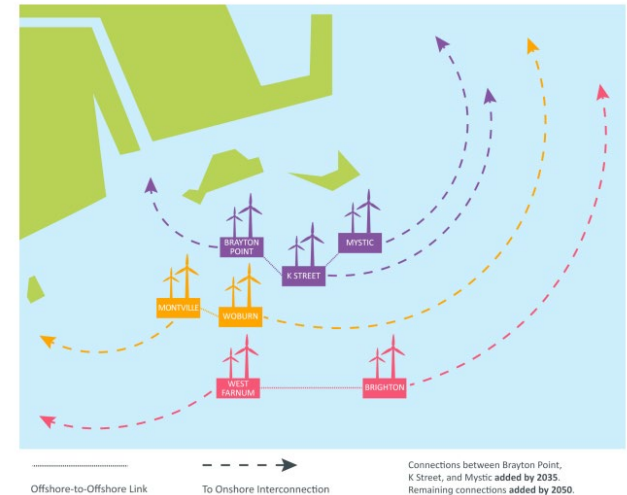 BRAYTON
POINT
MYSTIC
K STREET
MONTVILLE
WOBURN
WEST
FARNUM
BRIGHTON
Offshore-to-Offshore Link
To Onshore Interconnection
Connections between Brayton Point,
K Street, and Mystic added by 2035.
Remaining connections added by 2050.